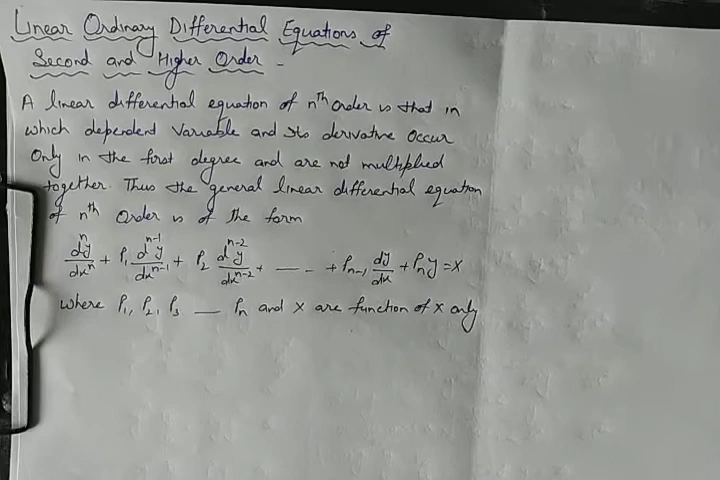 Linear Ordinary Differential Equations of
Second and Higher Order -
A linear differential equation of nth Order is that in
which dependent Variable and Its derivative Occur
Only in the first degree and are not multiplied
together. Thus the general linear differential equation
of nth Order is of the form
dⁿy/dxⁿ + P₁ dⁿ⁻¹y/dxⁿ⁻¹ + P₂ dⁿ⁻²y/dxⁿ⁻² + --- - + Pₙ₋₁ dy/dx + Pₙy = X
where P₁, P₂, P₃ — Pₙ and X are function of x only